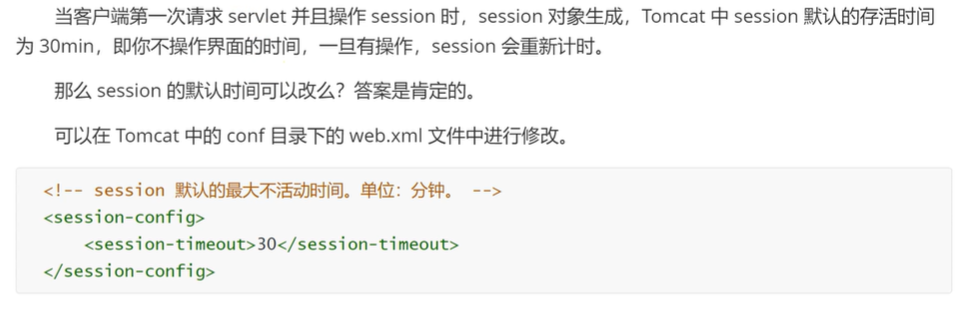 当客户端第一次请求 servlet 并且操作 session 时，session 对象生成，Tomcat 中 session 默认的存活时间
为 30min，即你不操作界面的时间，一旦有操作，session 会重新计时。
那么 session 的默认时间可以改么？答案是肯定的。
可以在 Tomcat 中的 conf 目录下的 web.xml 文件中进行修改。
<!-- session 默认的最大不活动时间。单位：分钟。 -->
<session-config>
    <session-timeout>30</session-timeout>
</session-config>